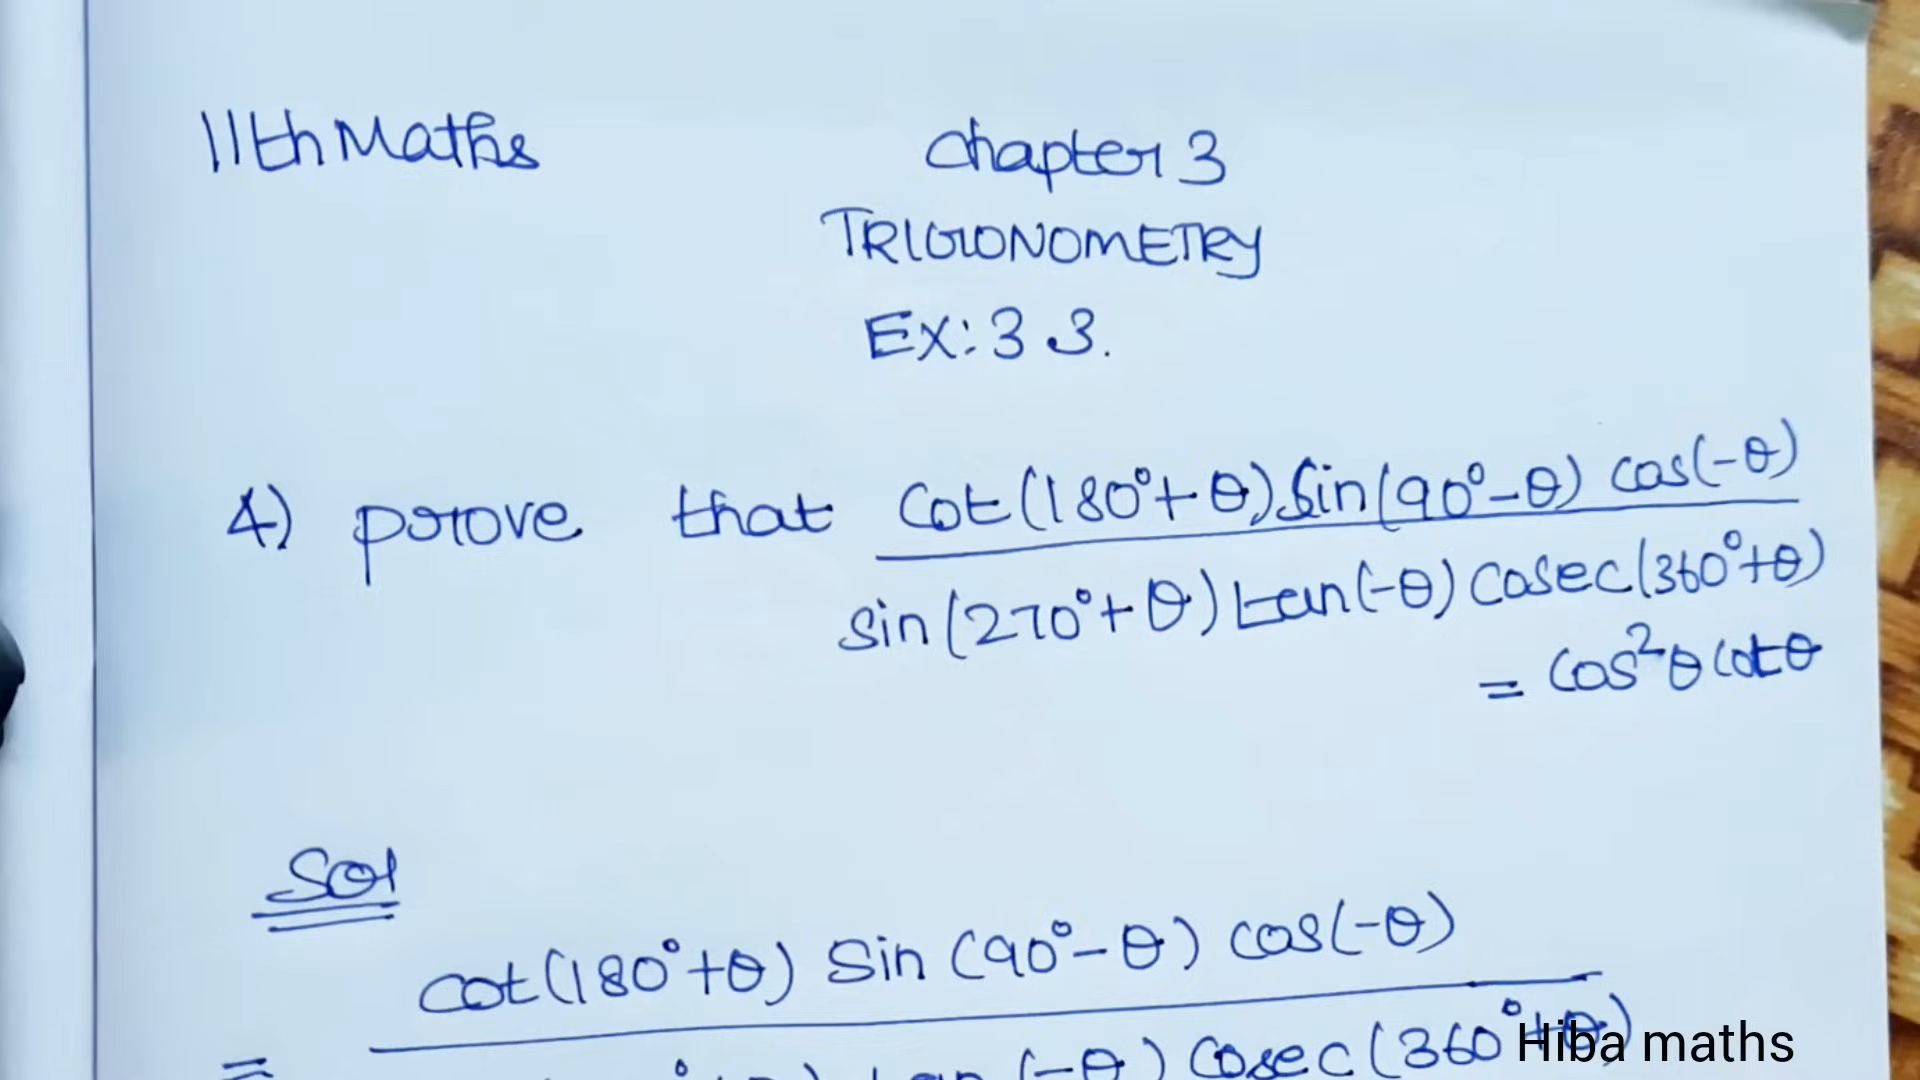 11th Maths Chapter 3
TRIGONOMETRY
EX: 3 3.
4) prove that cot(180°+θ) sin(90°-θ) cos(-θ)
sin(270°+θ) tan(-θ) cosec(360°+θ)
= cos²θ cotθ
Sol
cot(180°+θ) sin(90°-θ) cos(-θ)
= (-θ) cosec(360°+θ)
Hiba maths